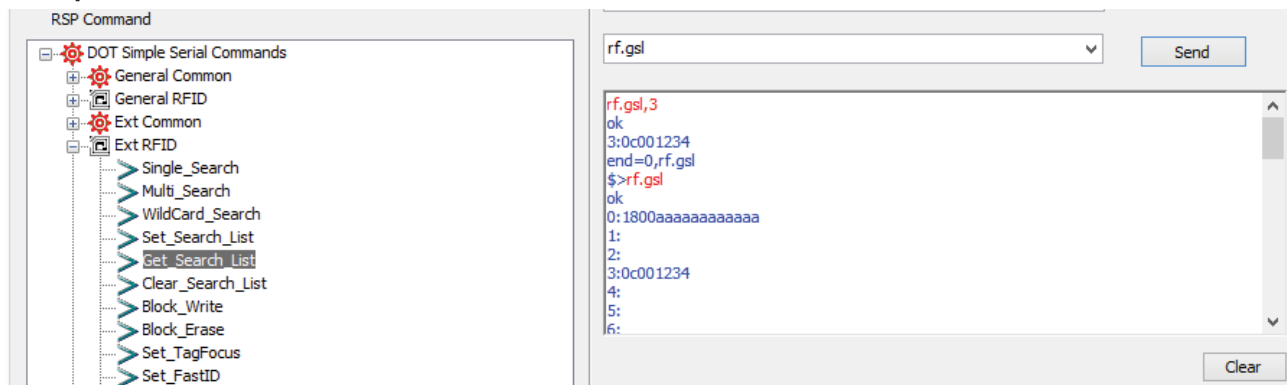 RSP Command
DOT Simple Serial Commands
General Common
General RFID
Ext Common
Ext RFID
Single_Search
Multi_Search
WildCard_Search
Set_Search_List
Get_Search_List
Clear_Search_List
Block_Write
Block_Erase
Set_TagFocus
Set_FastID
rf.gsl
Send
rf.gsl,3
ok
3:0c001234
end=0,rf.gsl
$>rf.gsl
ok
0:1800aaaaaaaaaaaa
1:
2:
3:0c001234
4:
5:
6:
Clear